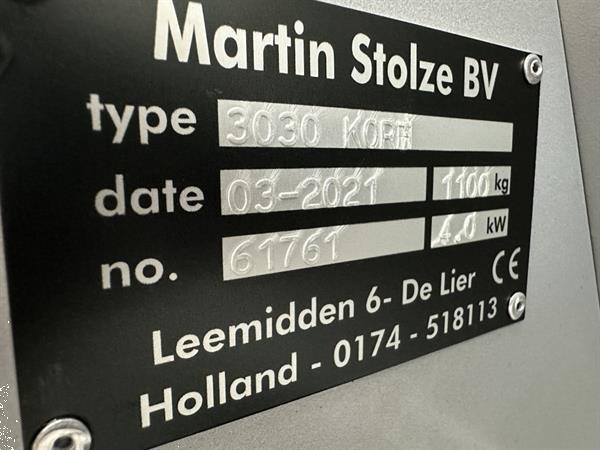 Martin Stolze BV
type 3030 KORTH
date 03-2021 1100 kg
no. 61761 4.0 kW
Leemidden 6- De Lier CE
Holland - 0174 - 518113